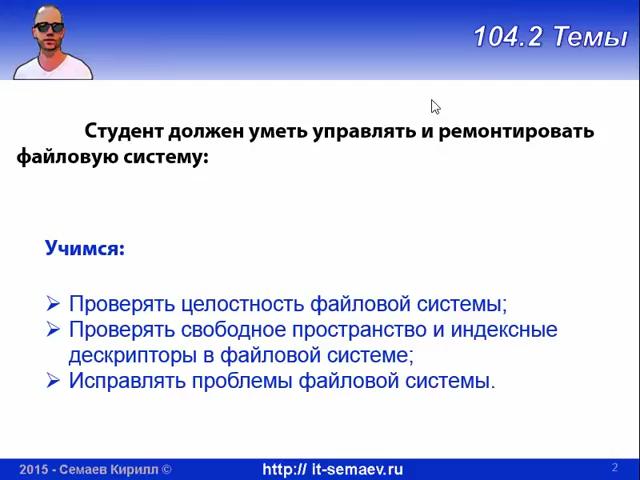 104.2 Темы
Студент должен уметь управлять и ремонтировать
файловую систему:
Учимся:
Проверять целостность файловой системы;
Проверять свободное пространство и индексные
дескрипторы в файловой системе;
Исправлять проблемы файловой системы.
2015 - Семаев Кирилл ©
http:// it-semaev.ru
2